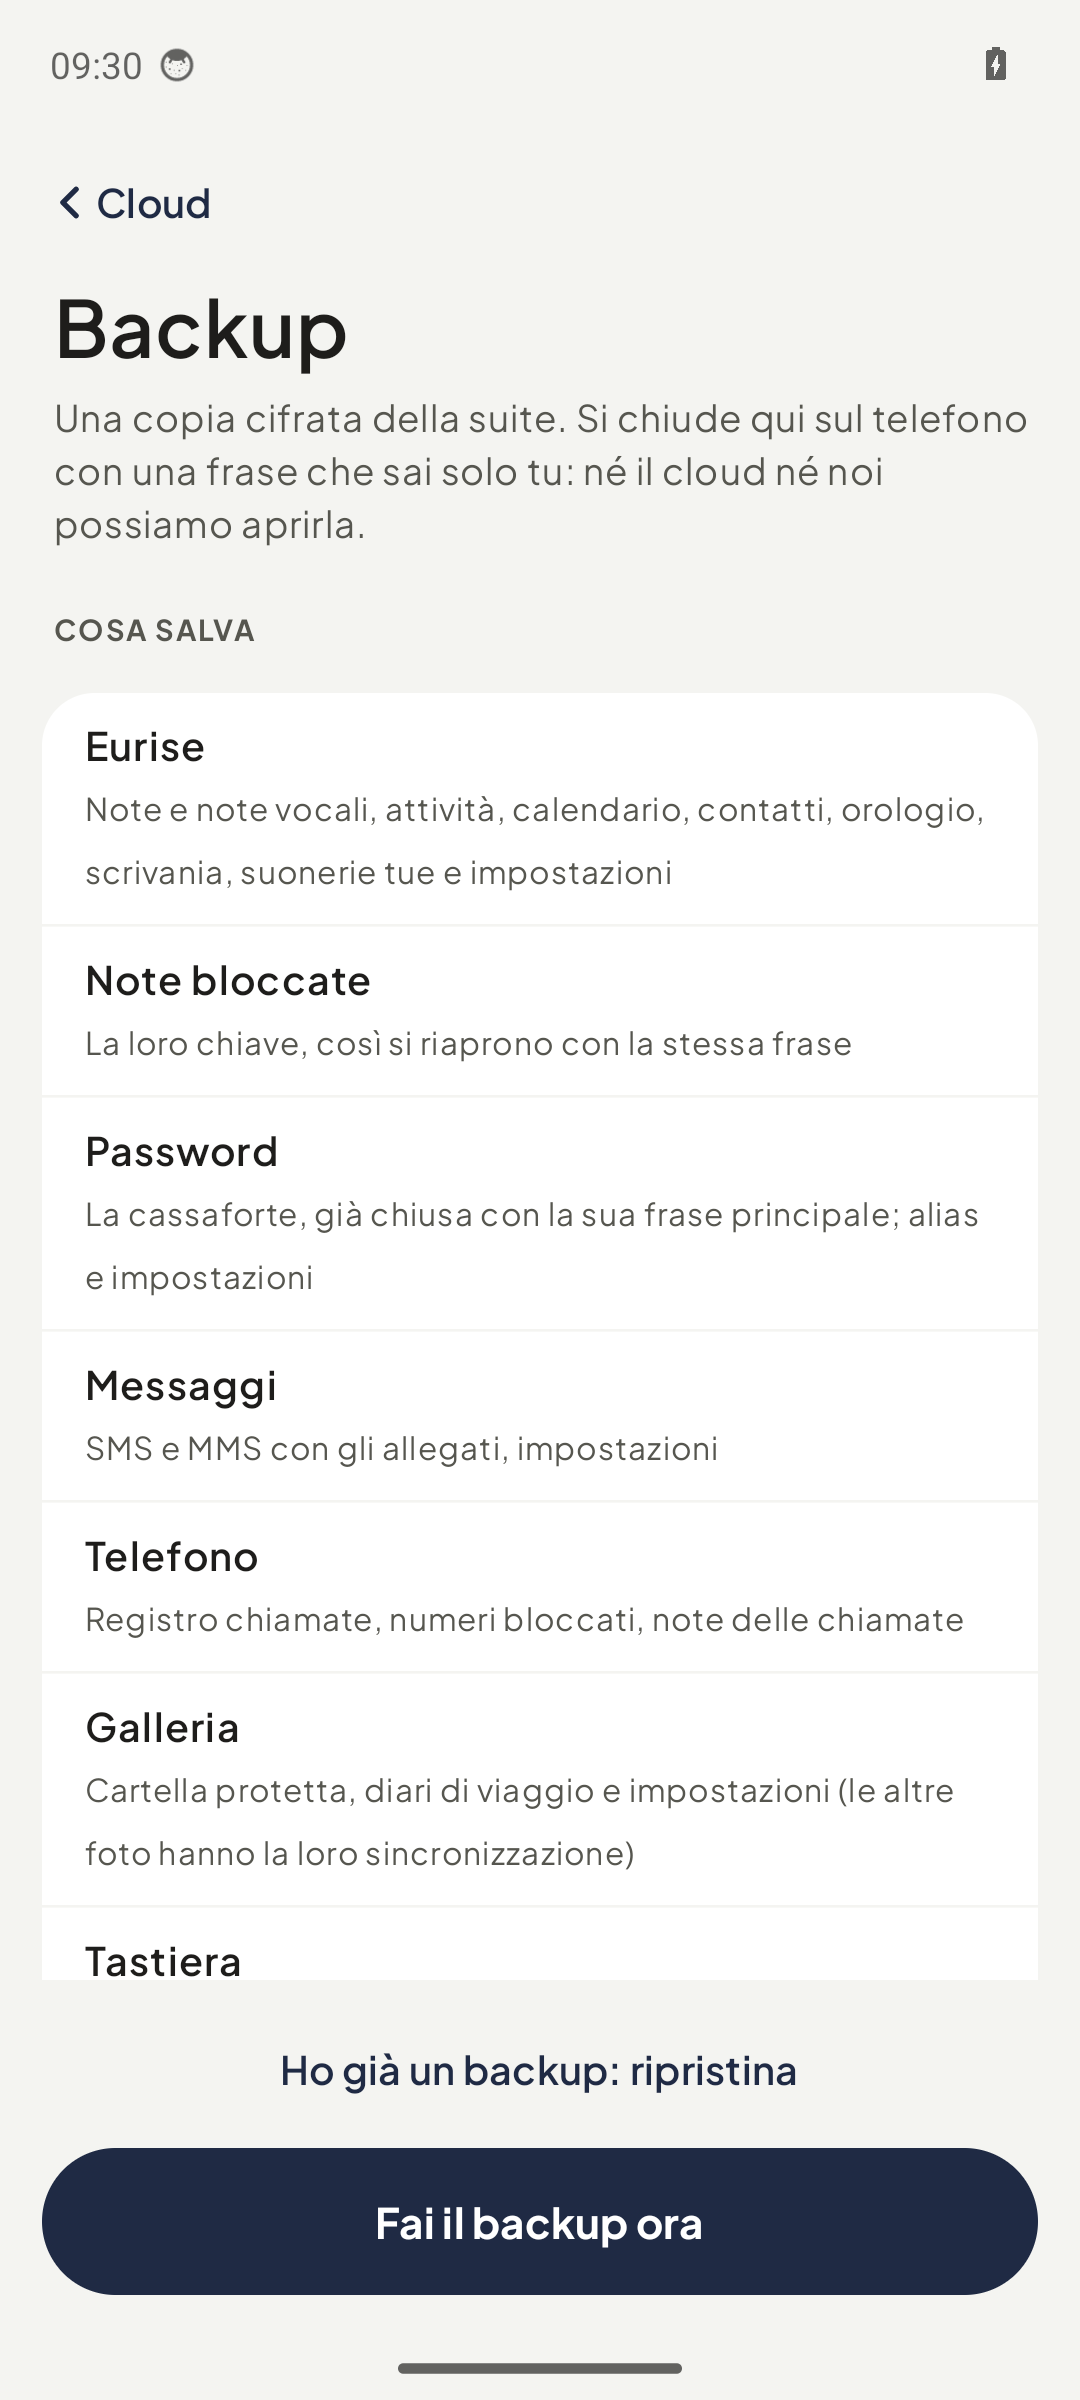 09:30
Cloud
Backup
Una copia cifrata della suite. Si chiude qui sul telefono
con una frase che sai solo tu: né il cloud né noi
possiamo aprirla.
COSA SALVA
Eurise
Note e note vocali, attività, calendario, contatti, orologio,
scrivania, suonerie tue e impostazioni
Note bloccate
La loro chiave, così si riaprono con la stessa frase
Password
La cassaforte, già chiusa con la sua frase principale; alias
e impostazioni
Messaggi
SMS e MMS con gli allegati, impostazioni
Telefono
Registro chiamate, numeri bloccati, note delle chiamate
Galleria
Cartella protetta, diari di viaggio e impostazioni (le altre
foto hanno la loro sincronizzazione)
Tastiera
Ho già un backup: ripristina
Fai il backup ora